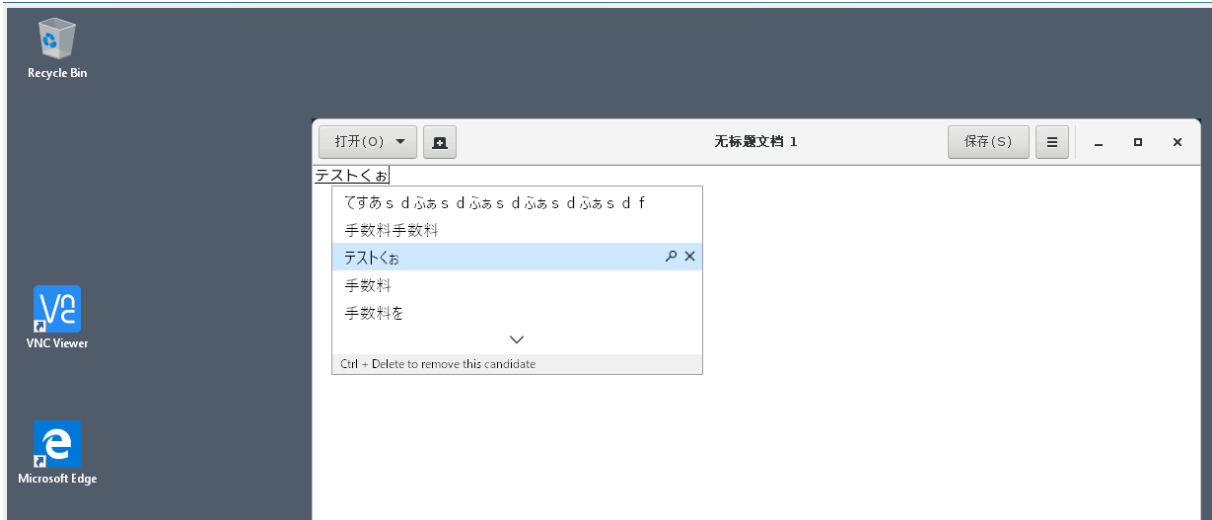 Recycle Bin
打开(O)
无标题文档 1
保存(S)
テストくぉ
てすあｓｄふぁｓｄふぁｓｄふぁｓｄふぁｓｄｆ
手数料手数料
テストくぉ
手数料
手数料を
Ctrl + Delete to remove this candidate
VNC Viewer
Microsoft Edge